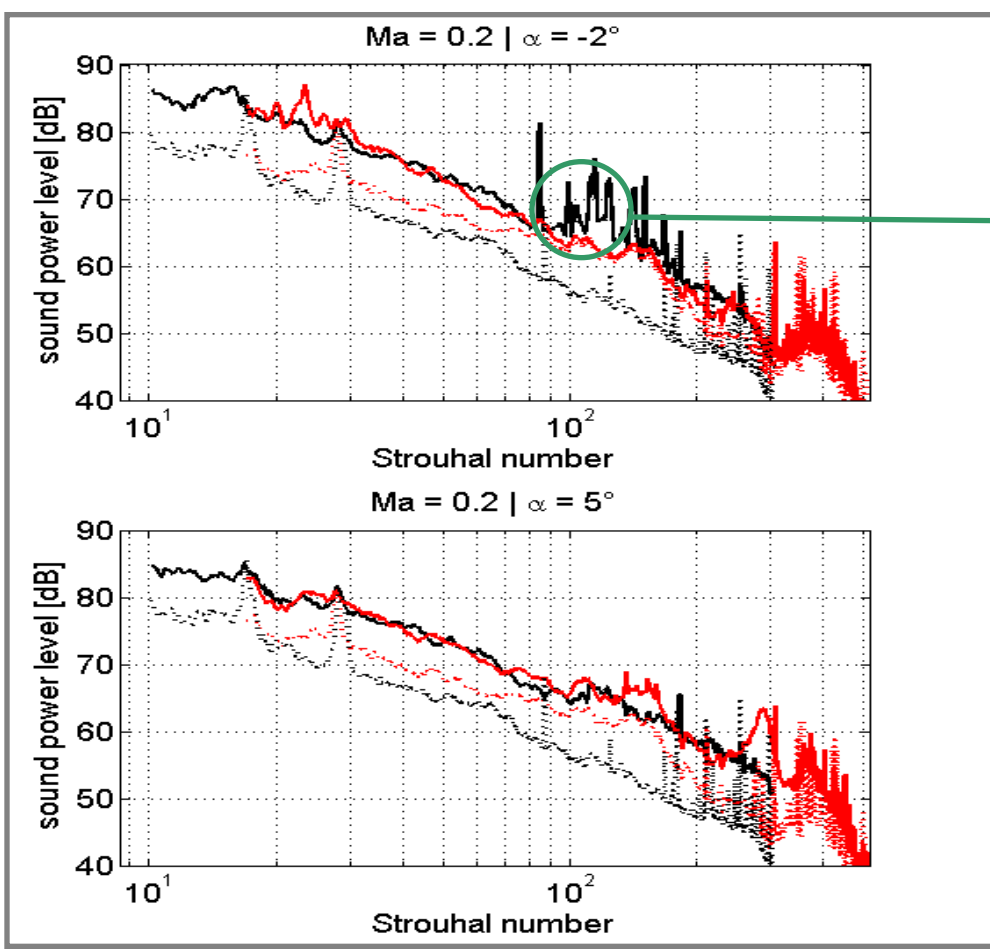 Ma = 0.2 | α = -2°
90
80
70
60
50
40
sound power level [dB]
10¹
10²
Strouhal number
Ma = 0.2 | α = 5°
90
80
70
60
50
40
sound power level [dB]
10¹
10²
Strouhal number